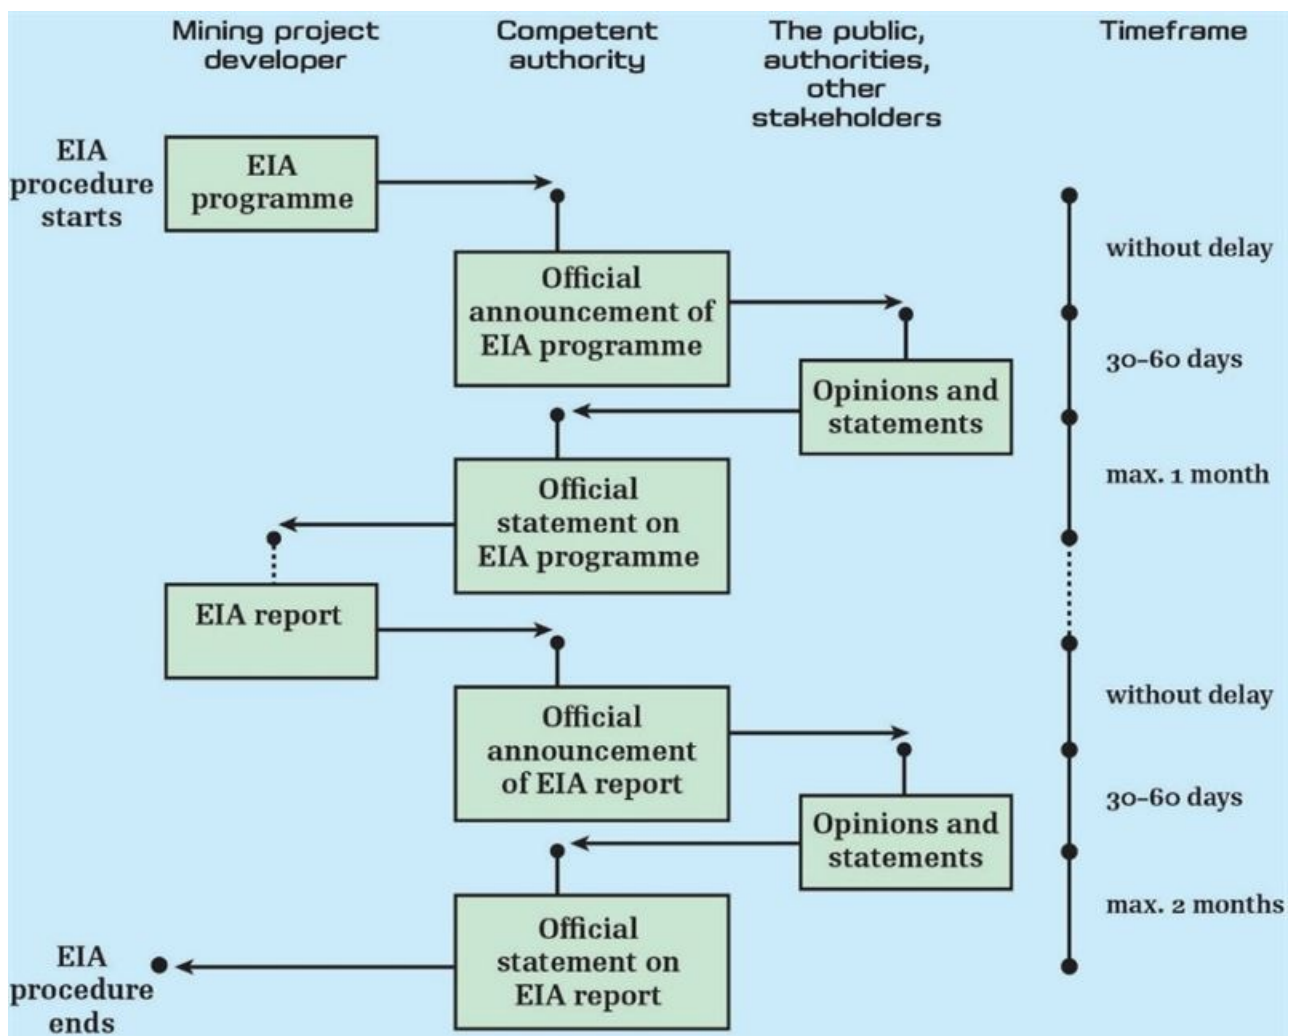 Mining project
developer
Competent
authority
The public,
authorities,
other
stakeholders
Timeframe
EIA
procedure
starts
EIA
programme
without delay
Official
announcement of
EIA programme
30–60 days
Opinions and
statements
max. 1 month
Official
statement on
EIA programme
EIA report
without delay
Official
announcement
of EIA report
30–60 days
Opinions and
statements
max. 2 months
Official
statement on
EIA report
EIA
procedure
ends